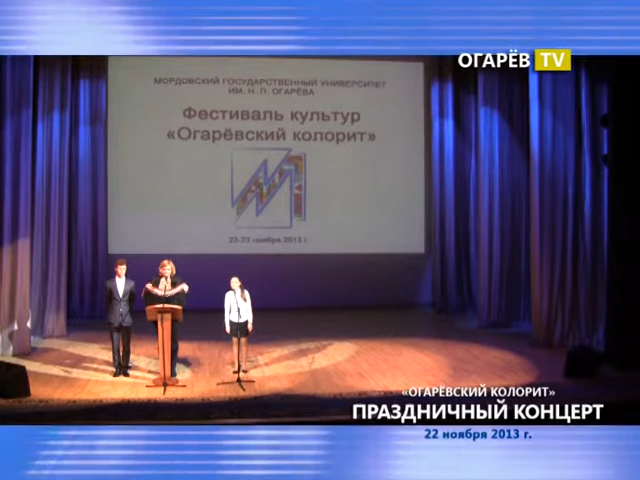 ОГАРЁВ TV
МОРДОВСКИЙ ГОСУДАРСТВЕННЫЙ УНИВЕРСИТЕТ
ИМ. Н. П. ОГАРЁВА
Фестиваль культур
«Огарёвский колорит»
22-23 ноября 2013 г
«ОГАРЁВСКИЙ КОЛОРИТ»
ПРАЗДНИЧНЫЙ КОНЦЕРТ
22 ноября 2013 г.